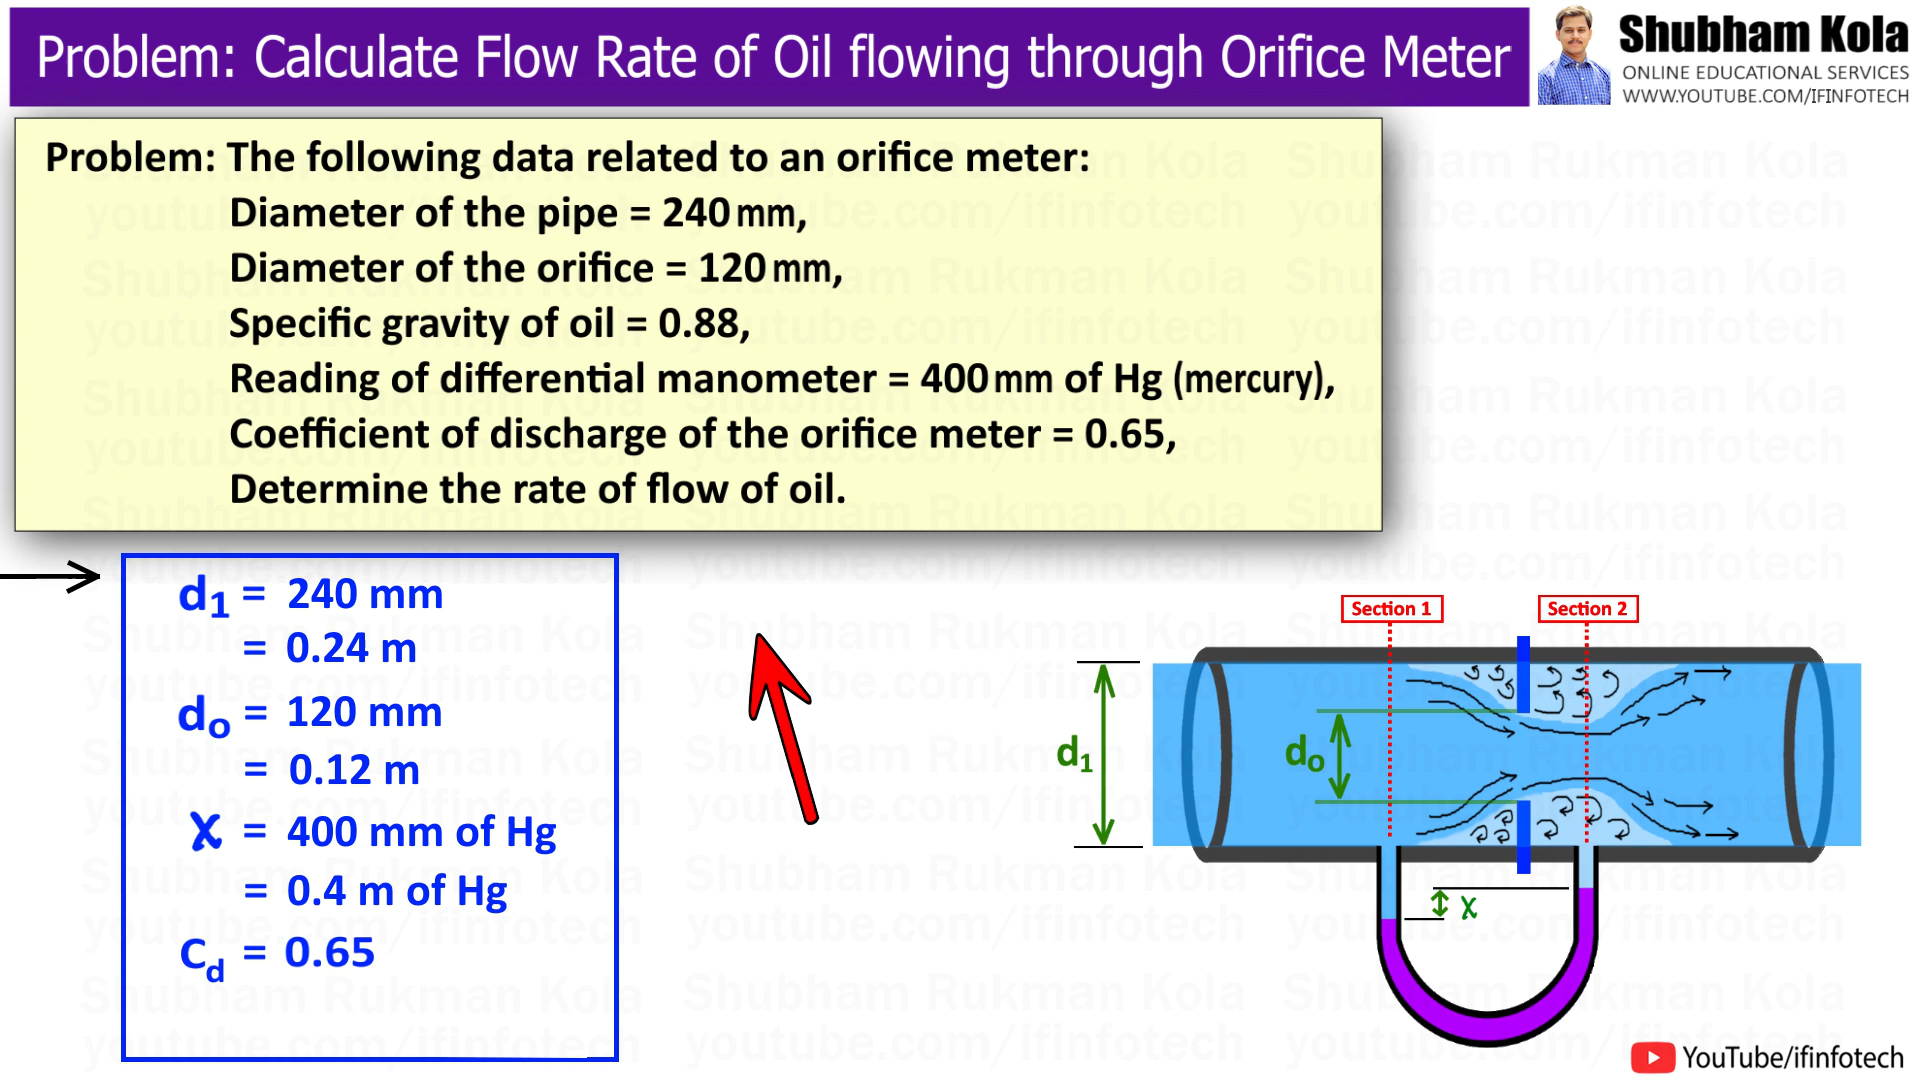 Problem: Calculate Flow Rate of Oil flowing through Orifice Meter
Shubham Kola
ONLINE EDUCATIONAL SERVICES
WWW.YOUTUBE.COM/IFINFOTECH
Problem: The following data related to an orifice meter:
Diameter of the pipe = 240 mm,
Diameter of the orifice = 120 mm,
Specific gravity of oil = 0.88,
Reading of differential manometer = 400 mm of Hg (mercury),
Coefficient of discharge of the orifice meter = 0.65,
Determine the rate of flow of oil.
d1 = 240 mm
= 0.24 m
do = 120 mm
= 0.12 m
x = 400 mm of Hg
= 0.4 m of Hg
Cd = 0.65
Section 1
Section 2
d1
do
x
YouTube/ifinfotech
Shubham Rukman Kola
youtube.com/ifinfotech